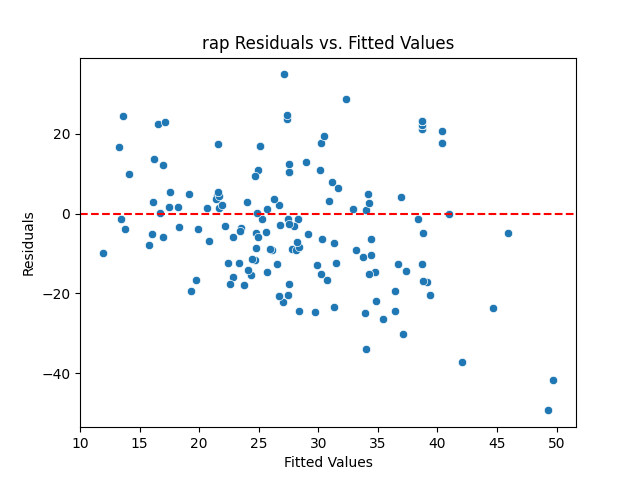 rap Residuals vs. Fitted Values
20
0
−20
−40
Residuals
10 15 20 25 30 35 40 45 50
Fitted Values